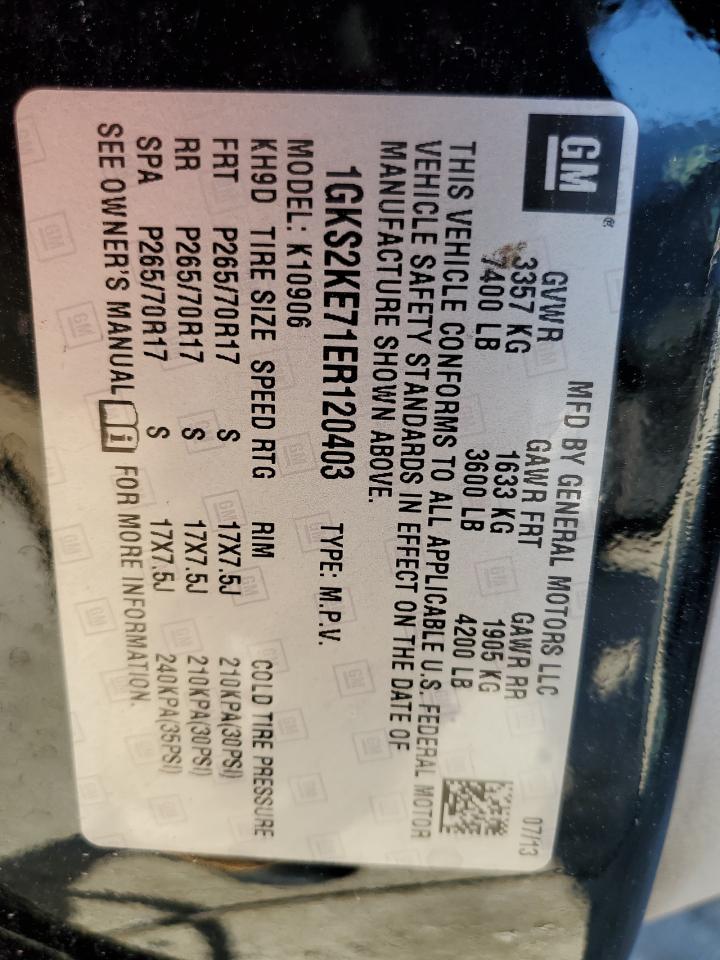 GM®
MFD BY GENERAL MOTORS LLC 07/13
GVWR GAWR FRT GAWR RR
3357 KG 1633 KG 1905 KG
7400 LB 3600 LB 4200 LB
THIS VEHICLE CONFORMS TO ALL APPLICABLE U.S. FEDERAL MOTOR
VEHICLE SAFETY STANDARDS IN EFFECT ON THE DATE OF
MANUFACTURE SHOWN ABOVE.
1GKS2KE71ER120403 TYPE: M.P.V.
MODEL: K10906
KH9D TIRE SIZE SPEED RTG RIM COLD TIRE PRESSURE
FRT P265/70R17 S 17X7.5J 210KPA(30PSI)
RR P265/70R17 S 17X7.5J 210KPA(30PSI)
SPA P265/70R17 S 17X7.5J 240KPA(35PSI)
SEE OWNER'S MANUAL i FOR MORE INFORMATION.